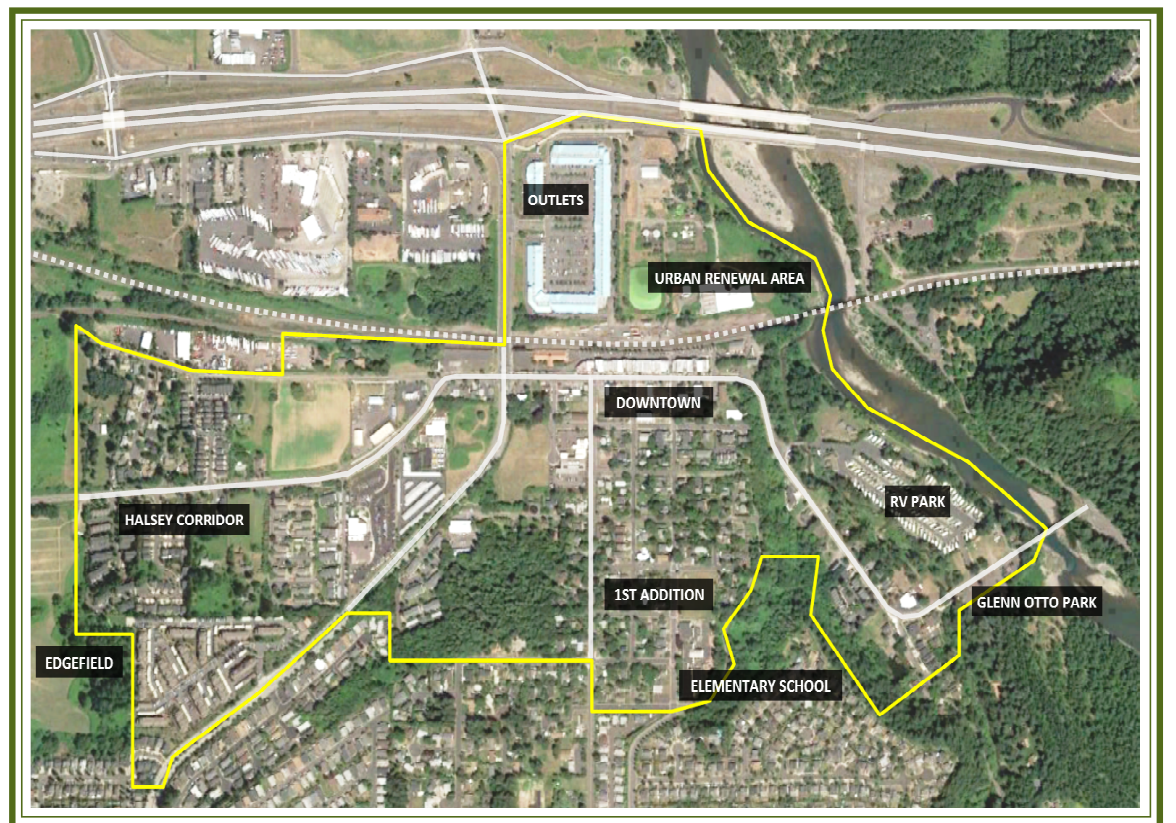 OUTLETS
URBAN RENEWAL AREA
DOWNTOWN
RV PARK
HALSEY CORRIDOR
1ST ADDITION
GLENN OTTO PARK
EDGEFIELD
ELEMENTARY SCHOOL